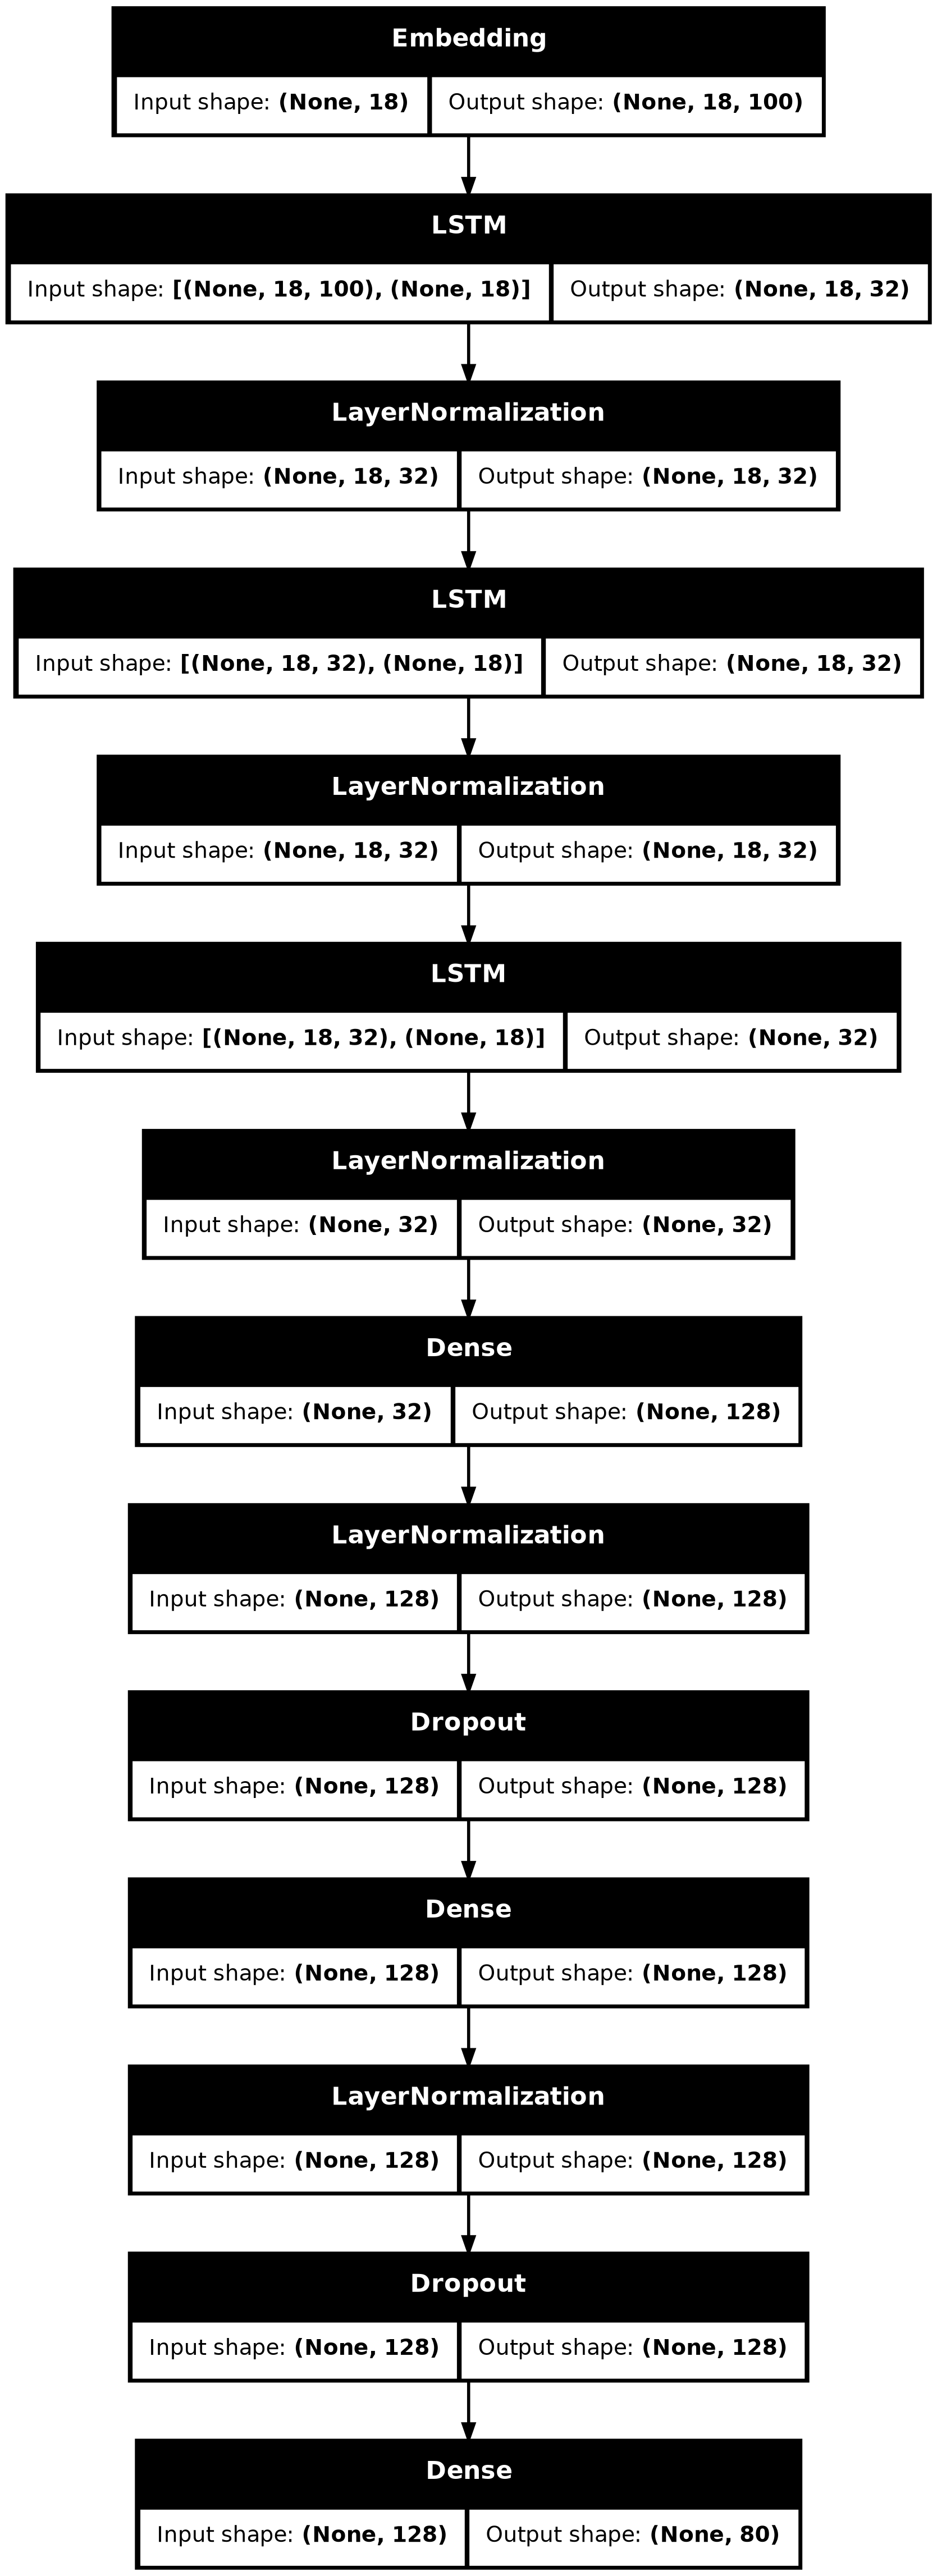 Embedding
Input shape: (None, 18) Output shape: (None, 18, 100)
LSTM
Input shape: [(None, 18, 100), (None, 18)] Output shape: (None, 18, 32)
LayerNormalization
Input shape: (None, 18, 32) Output shape: (None, 18, 32)
LSTM
Input shape: [(None, 18, 32), (None, 18)] Output shape: (None, 18, 32)
LayerNormalization
Input shape: (None, 18, 32) Output shape: (None, 18, 32)
LSTM
Input shape: [(None, 18, 32), (None, 18)] Output shape: (None, 32)
LayerNormalization
Input shape: (None, 32) Output shape: (None, 32)
Dense
Input shape: (None, 32) Output shape: (None, 128)
LayerNormalization
Input shape: (None, 128) Output shape: (None, 128)
Dropout
Input shape: (None, 128) Output shape: (None, 128)
Dense
Input shape: (None, 128) Output shape: (None, 128)
LayerNormalization
Input shape: (None, 128) Output shape: (None, 128)
Dropout
Input shape: (None, 128) Output shape: (None, 128)
Dense
Input shape: (None, 128) Output shape: (None, 80)